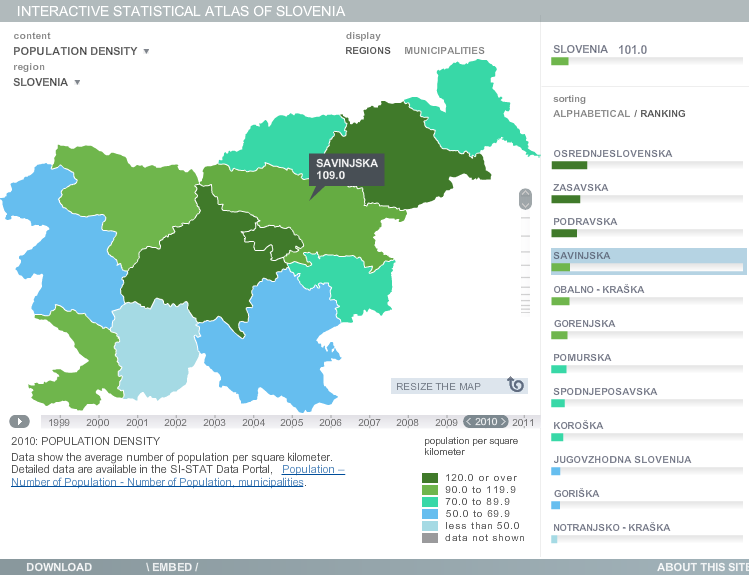 INTERACTIVE STATISTICAL ATLAS OF SLOVENIA
content
POPULATION DENSITY
region
SLOVENIA
display
REGIONS MUNICIPALITIES
SAVINJSKA
109.0
RESIZE THE MAP
1999 2000 2001 2002 2003 2004 2005 2006 2007 2008 2009 2010 2011
2010: POPULATION DENSITY
Data show the average number of population per square kilometer.
Detailed data are available in the SI-STAT Data Portal, Population –
Number of Population - Number of Population, municipalities.
population per square
kilometer
120.0 or over
90.0 to 119.9
70.0 to 89.9
50.0 to 69.9
less than 50.0
data not shown
SLOVENIA 101.0
sorting
ALPHABETICAL / RANKING
OSREDNJESLOVENSKA
ZASAVSKA
PODRAVSKA
SAVINJSKA
OBALNO - KRAŠKA
GORENJSKA
POMURSKA
SPODNJEPOSAVSKA
KOROŠKA
JUGOVZHODNA SLOVENIJA
GORIŠKA
NOTRANJSKO - KRAŠKA
DOWNLOAD \ EMBED / ABOUT THIS SITE